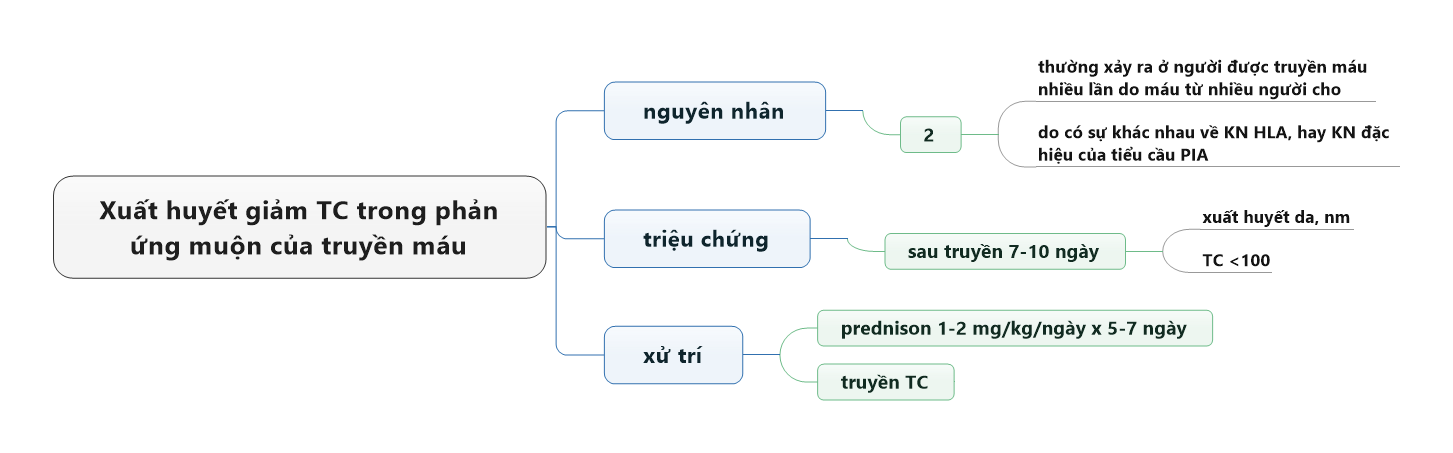 Xuất huyết giảm TC trong phản
ứng muộn của truyền máu
nguyên nhân
2
thường xảy ra ở người được truyền máu
nhiều lần do máu từ nhiều người cho
do có sự khác nhau về KN HLA, hay KN đặc
hiệu của tiểu cầu PIA
triệu chứng
sau truyền 7-10 ngày
xuất huyết da, nm
TC <100
xử trí
prednison 1-2 mg/kg/ngày x 5-7 ngày
truyền TC